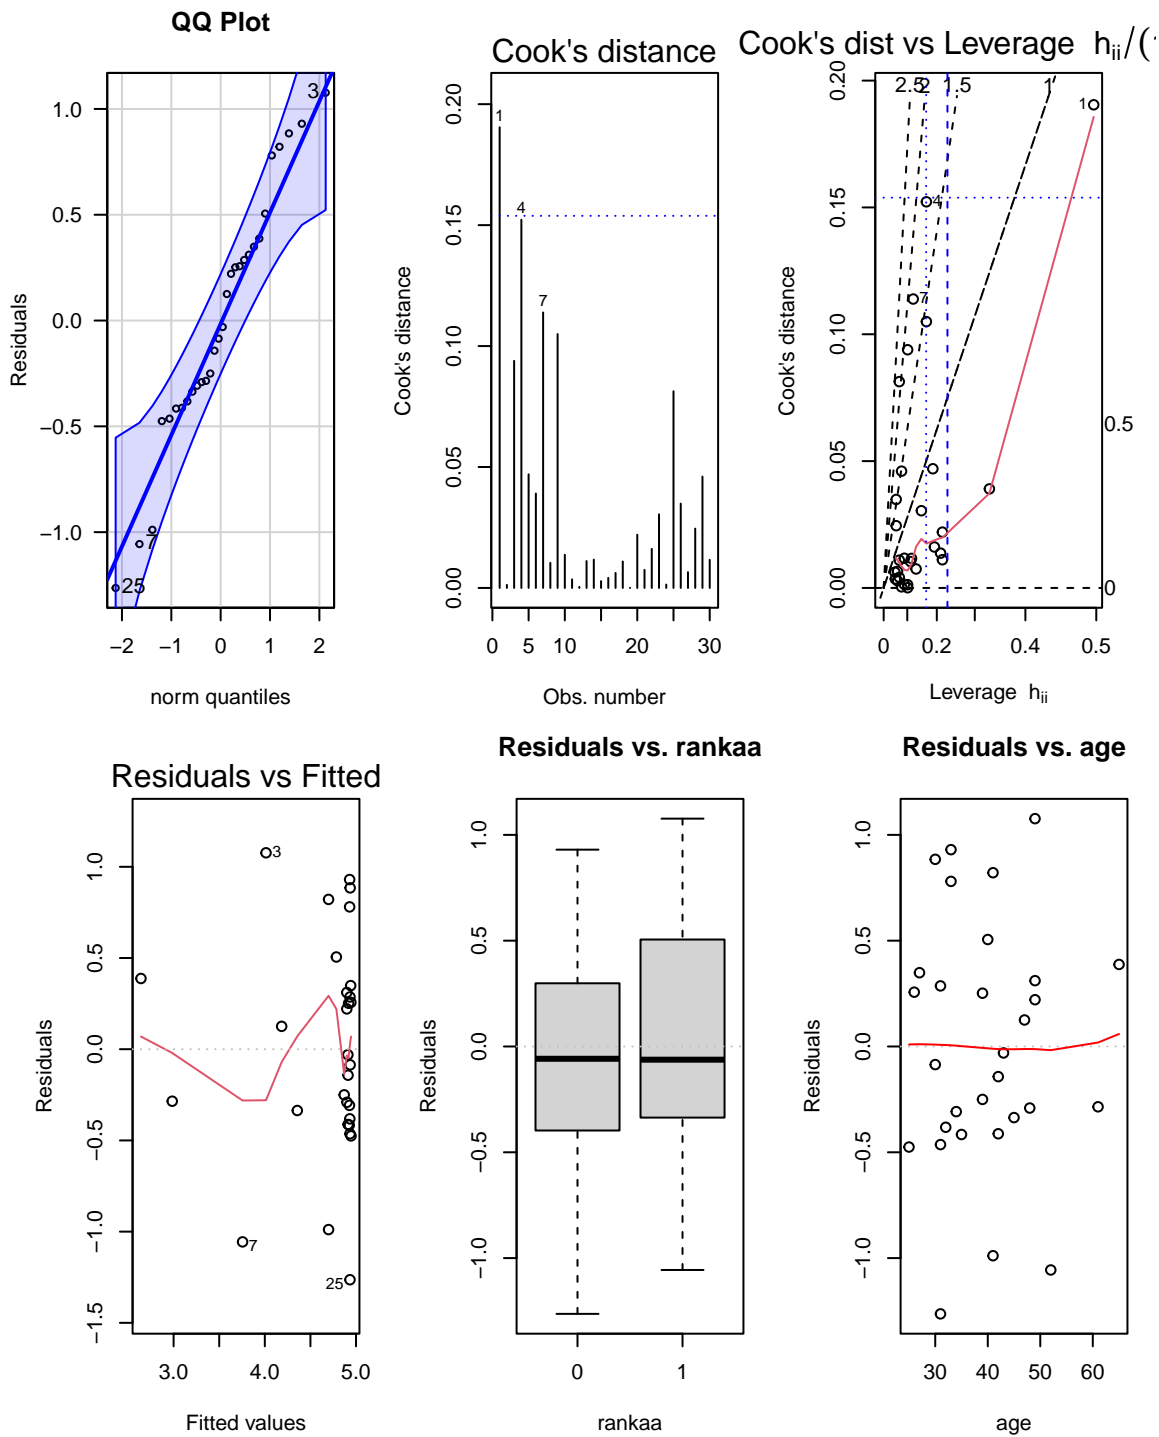 QQ Plot
Residuals
1.0
0.5
0.0
−0.5
−1.0
3
7
25
−2 −1 0 1 2
norm quantiles
Cook's distance
Cook's distance
0.20
0.15
0.10
0.05
0.00
1
4
7
0 5 10 20 30
Obs. number
Cook's dist vs Leverage hii/(1
Cook's distance
0.20
0.15
0.10
0.05
0.00
2.5 2 1.5 1
1
4
7
0.5
0
0 0.2 0.4 0.5
Leverage hii
Residuals vs Fitted
Residuals
1.0
0.5
0.0
−0.5
−1.0
−1.5
3
7
25
3.0 4.0 5.0
Fitted values
Residuals vs. rankaa
Residuals
1.0
0.5
0.0
−0.5
−1.0
0 1
rankaa
Residuals vs. age
Residuals
1.0
0.5
0.0
−0.5
−1.0
30 40 50 60
age